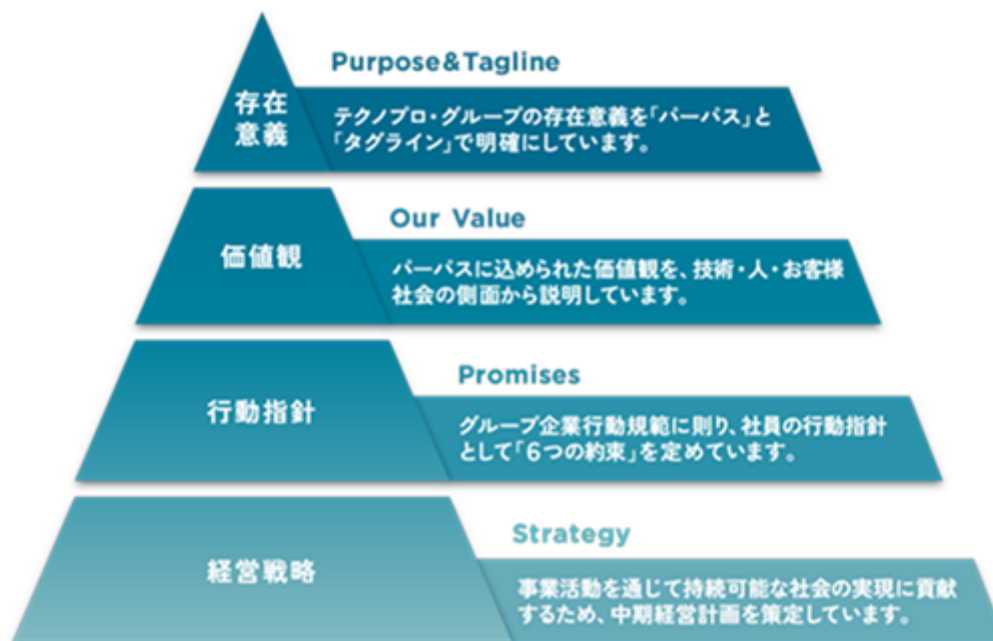 Purpose&Tagline
存在
意義
テクノプロ・グループの存在意義を「パーパス」と
「タグライン」で明確にしています。
Our Value
価値観
パーパスに込められた価値観を、技術・人・お客様
社会の側面から説明しています。
Promises
行動指針
グループ企業行動規範に則り、社員の行動指針
として「6つの約束」を定めています。
Strategy
経営戦略
事業活動を通じて持続可能な社会の実現に貢献
するため、中期経営計画を策定しています。